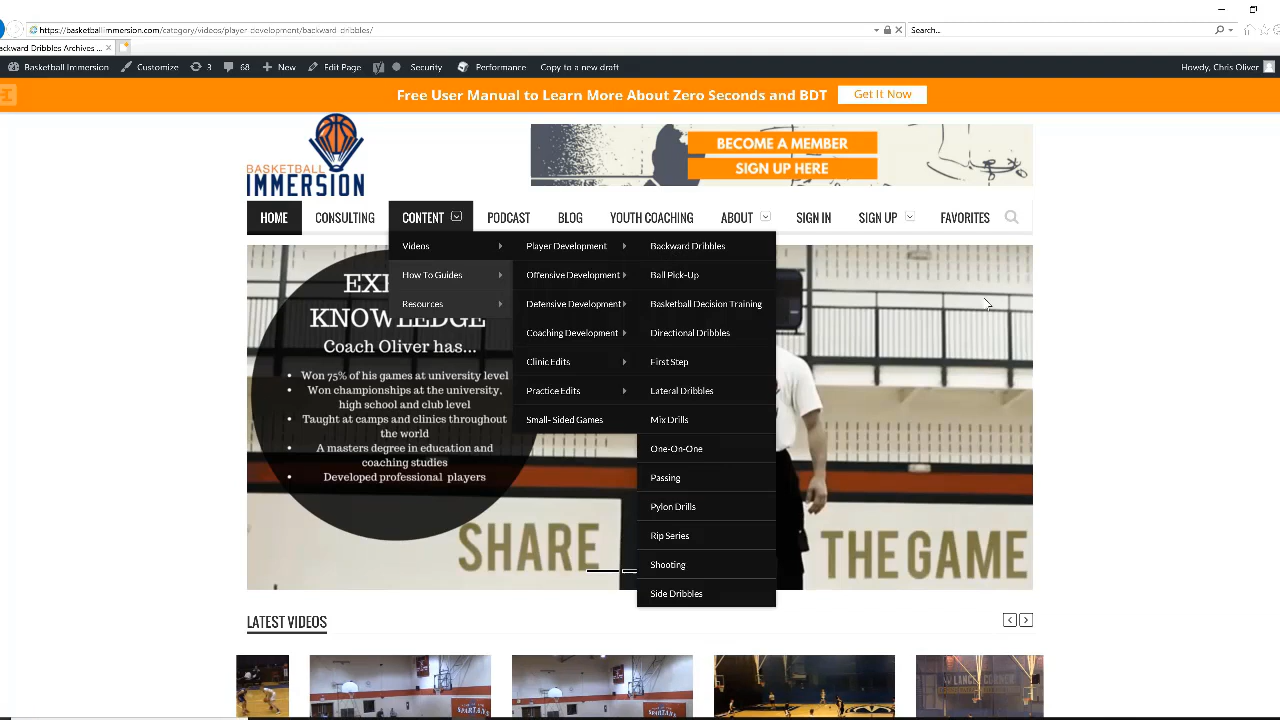 https://basketballimmersion.com/category/videos/player-development/backward-dribbles/
Search...
ackward Dribbles Archives ...
Basketball Immersion
Customize
3
68
New
Edit Page
Security
Performance
Copy to a new draft
Howdy, Chris Oliver
Free User Manual to Learn More About Zero Seconds and BDT
Get It Now
BASKETBALL
IMMERSION
BECOME A MEMBER
SIGN UP HERE
HOME
CONSULTING
CONTENT
PODCAST
BLOG
YOUTH COACHING
ABOUT
SIGN IN
SIGN UP
FAVORITES
Videos
How To Guides
Resources
Player Development
Offensive Development
Defensive Development
Coaching Development
Clinic Edits
Practice Edits
Small- Sided Games
Backward Dribbles
Ball Pick-Up
Basketball Decision Training
Directional Dribbles
First Step
Lateral Dribbles
Mix Drills
One-On-One
Passing
Pylon Drills
Rip Series
Shooting
Side Dribbles
KNOWLEDGE
Coach Oliver has...
Won 75% of his games at university level
Won championships at the university,
high school and club level
Taught at camps and clinics throughout
the world
A masters degree in education and
coaching studies
Developed professional players
SHARE
THE GAME
LATEST VIDEOS
SPARTANS
SPARTANS
LANCE CORNER